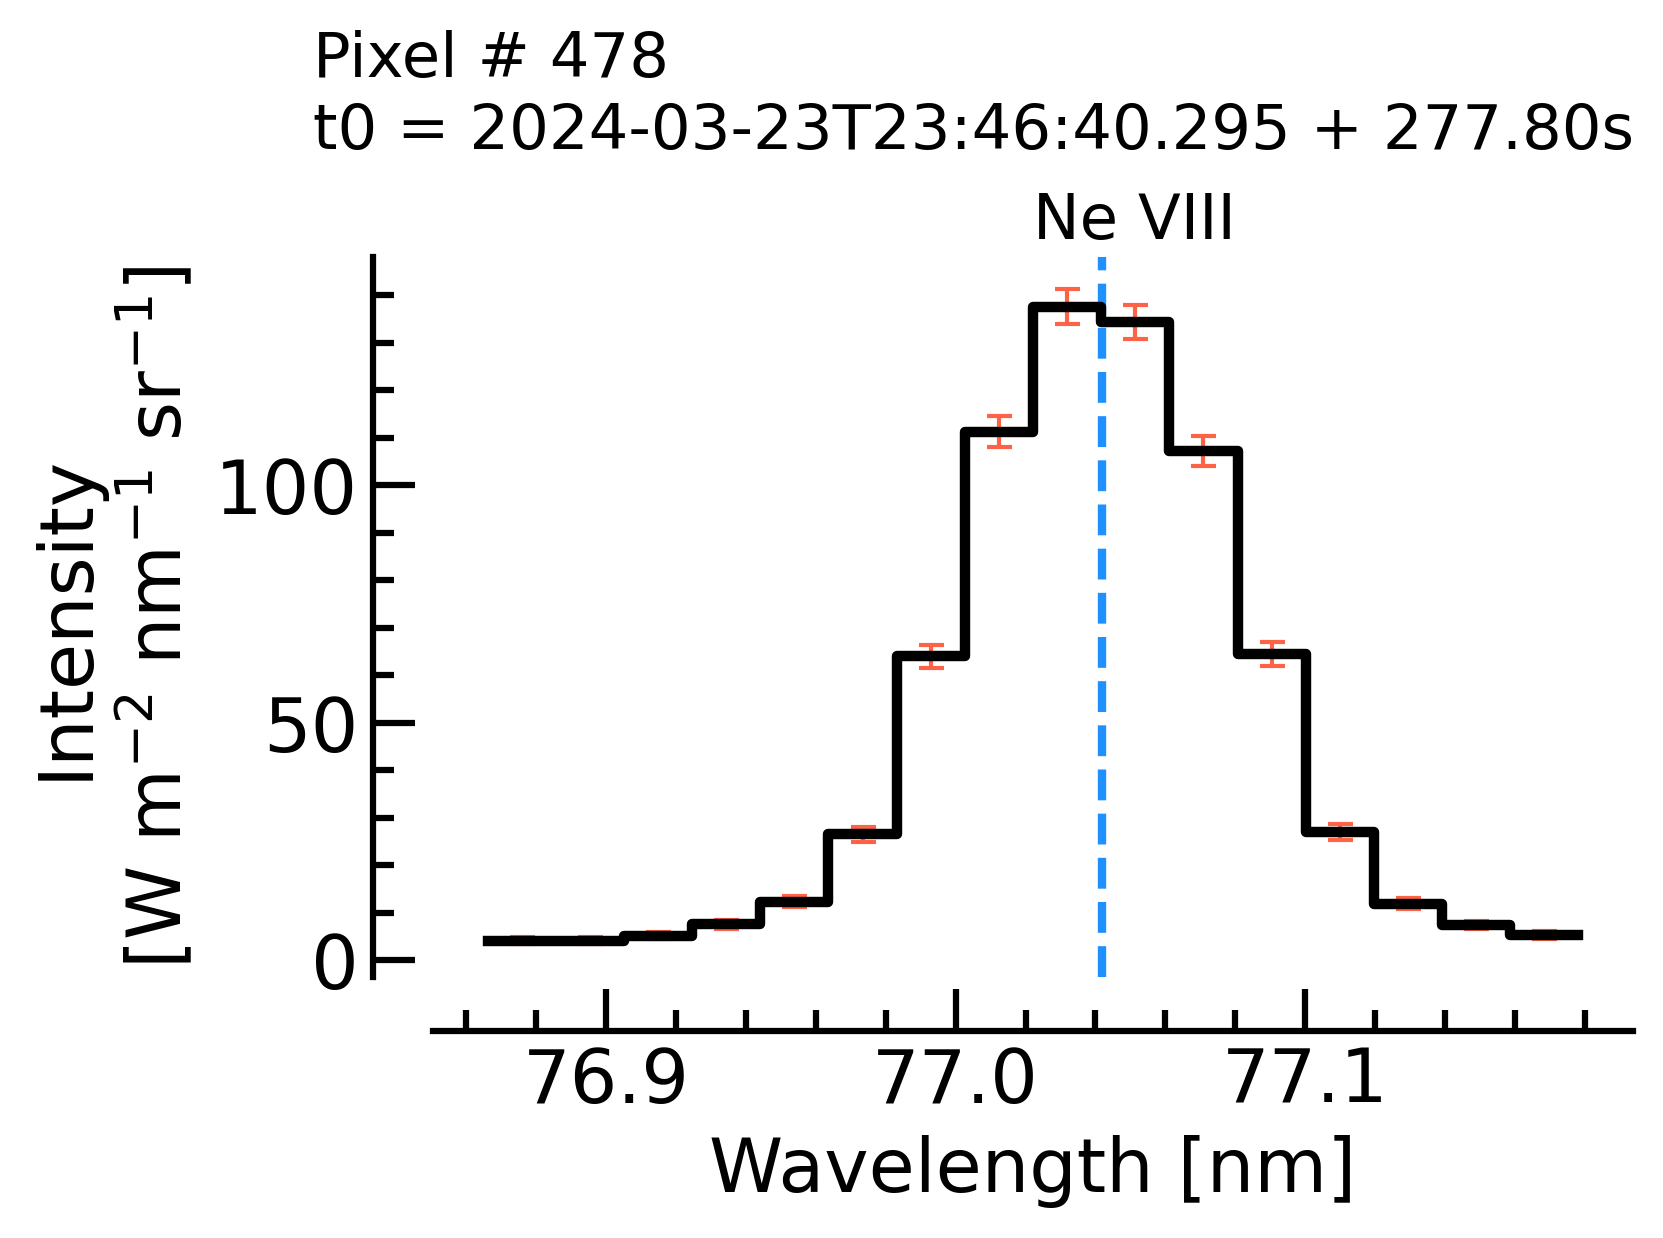 Pixel # 478
t0 = 2024-03-23T23:46:40.295 + 277.80s
Ne VIII
Intensity
[W m⁻² nm⁻¹ sr⁻¹]
100
50
0
76.9 77.0 77.1
Wavelength [nm]